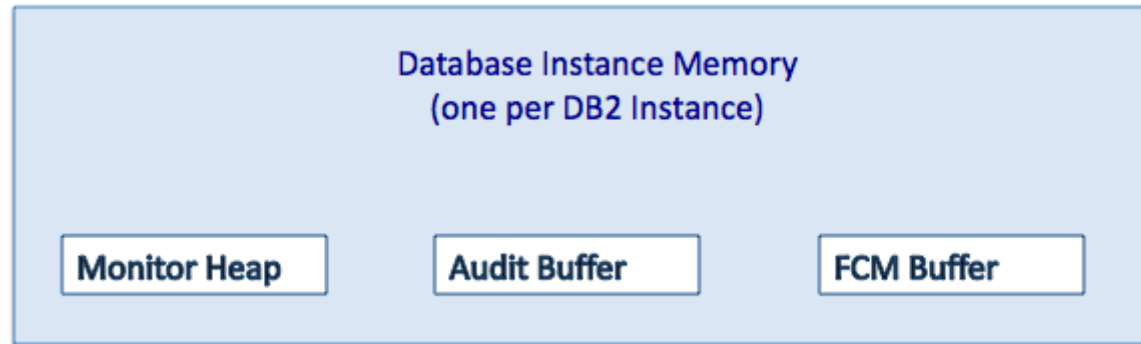 Database Instance Memory
(one per DB2 Instance)
Monitor Heap
Audit Buffer
FCM Buffer